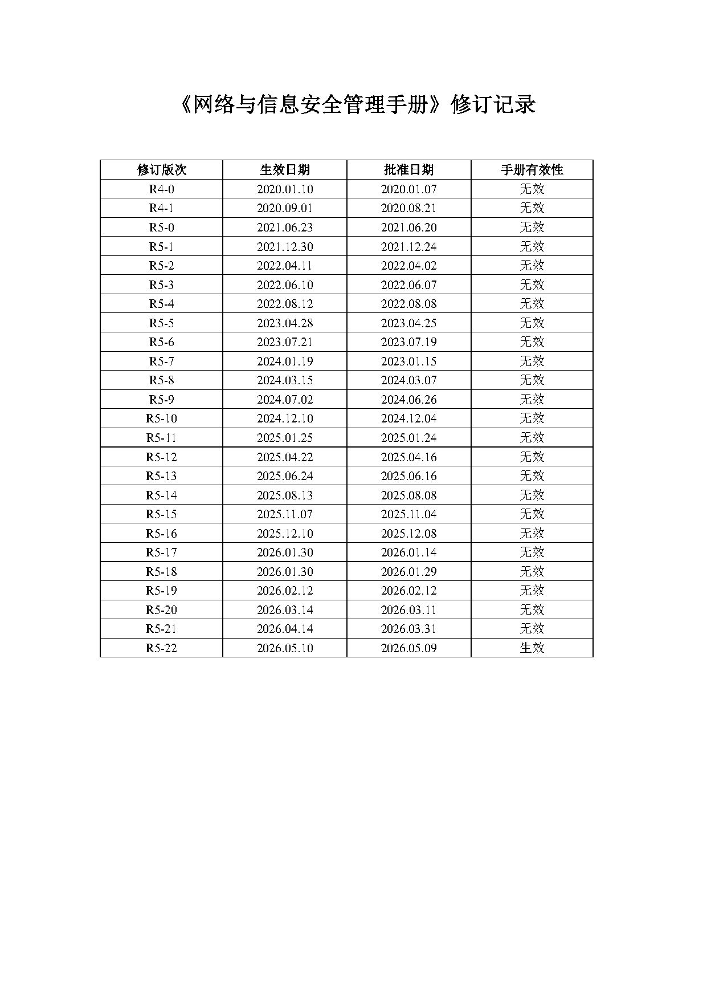 《网络与信息安全管理手册》修订记录
修订版次 生效日期 批准日期 手册有效性
R4-0 2020.01.10 2020.01.07 无效
R4-1 2020.09.01 2020.08.21 无效
R5-0 2021.06.23 2021.06.20 无效
R5-1 2021.12.30 2021.12.24 无效
R5-2 2022.04.11 2022.04.02 无效
R5-3 2022.06.10 2022.06.07 无效
R5-4 2022.08.12 2022.08.08 无效
R5-5 2023.04.28 2023.04.25 无效
R5-6 2023.07.21 2023.07.19 无效
R5-7 2024.01.19 2023.01.15 无效
R5-8 2024.03.15 2024.03.07 无效
R5-9 2024.07.02 2024.06.26 无效
R5-10 2024.12.10 2024.12.04 无效
R5-11 2025.01.25 2025.01.24 无效
R5-12 2025.04.22 2025.04.16 无效
R5-13 2025.06.24 2025.06.16 无效
R5-14 2025.08.13 2025.08.08 无效
R5-15 2025.11.07 2025.11.04 无效
R5-16 2025.12.10 2025.12.08 无效
R5-17 2026.01.30 2026.01.14 无效
R5-18 2026.01.30 2026.01.29 无效
R5-19 2026.02.12 2026.02.12 无效
R5-20 2026.03.14 2026.03.11 无效
R5-21 2026.04.14 2026.03.31 无效
R5-22 2026.05.10 2026.05.09 生效